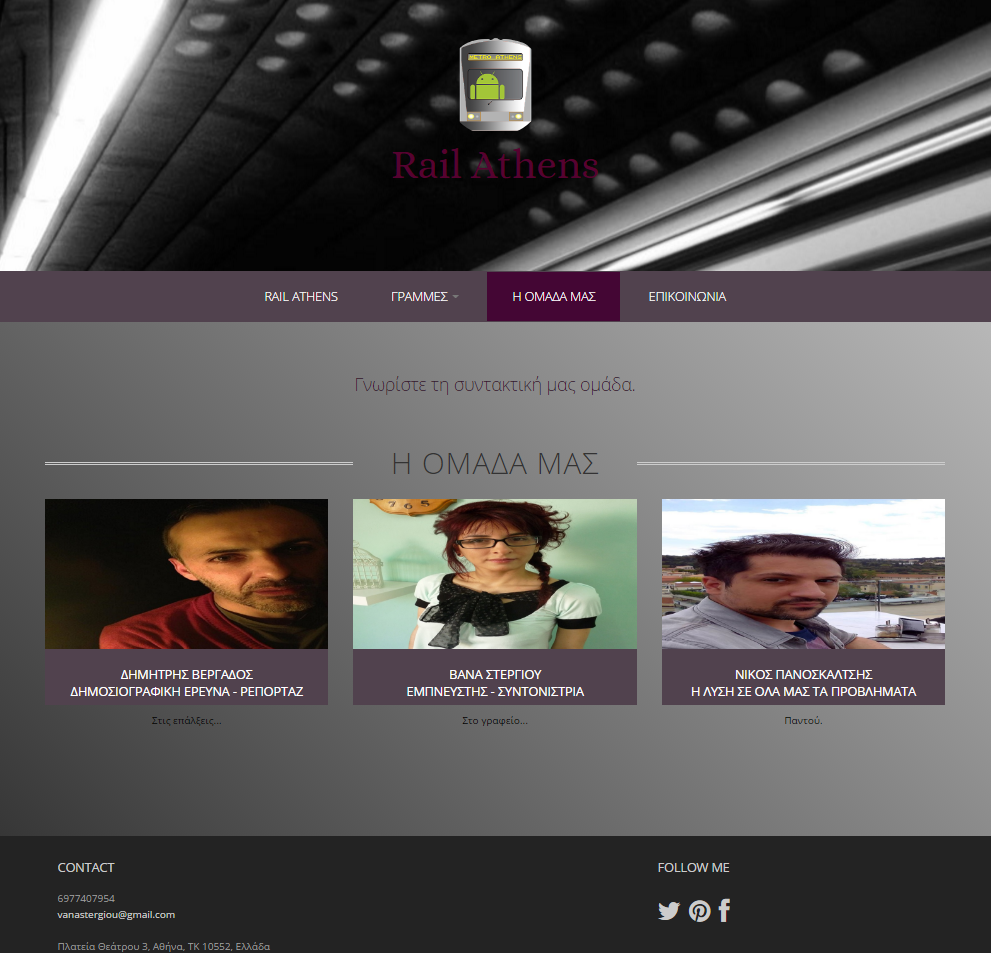 METRO ATHENS
Rail Athens
RAIL ATHENS
ΓΡΑΜΜΕΣ
Η ΟΜΑΔΑ ΜΑΣ
ΕΠΙΚΟΙΝΩΝΙΑ
Γνωρίστε τη συντακτική μας ομάδα.
Η ΟΜΑΔΑ ΜΑΣ
ΔΗΜΗΤΡΗΣ ΒΕΡΓΑΔΟΣ
ΔΗΜΟΣΙΟΓΡΑΦΙΚΗ ΕΡΕΥΝΑ - ΡΕΠΟΡΤΑΖ
Στις επάλξεις...
ΒΑΝΑ ΣΤΕΡΓΙΟΥ
ΕΜΠΝΕΥΣΤΗΣ - ΣΥΝΤΟΝΙΣΤΡΙΑ
Στο γραφείο...
ΝΙΚΟΣ ΠΑΝΟΣΚΑΛΤΣΗΣ
Η ΛΥΣΗ ΣΕ ΟΛΑ ΜΑΣ ΤΑ ΠΡΟΒΛΗΜΑΤΑ
Παντού.
CONTACT
6977407954
vanastergiou@gmail.com
Πλατεία Θεάτρου 3, Αθήνα, ΤΚ 10552, Ελλάδα
FOLLOW ME